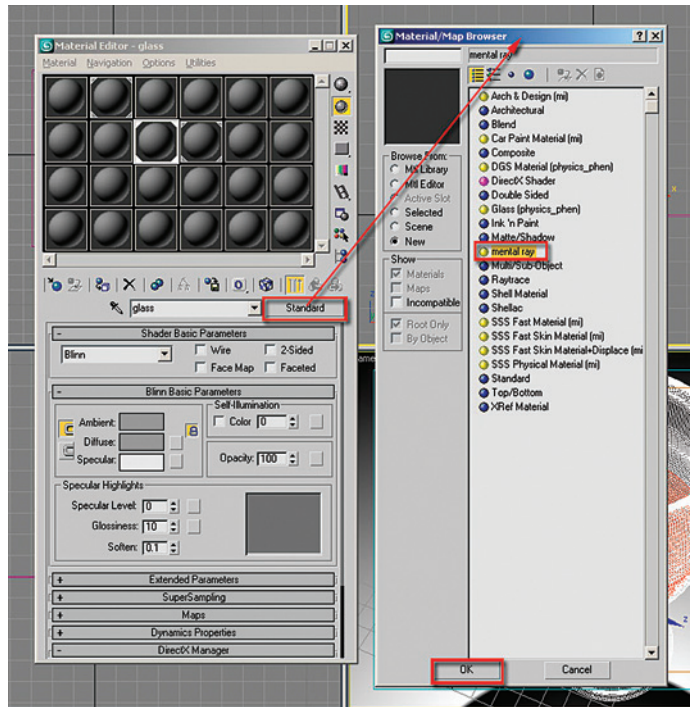 Material Editor - glass
Material Navigation Options Utilities
glass
Standard
Shader Basic Parameters
Blinn
Wire
2-Sided
Face Map
Faceted
Blinn Basic Parameters
Self-Illumination
Ambient:
Diffuse:
Specular:
Color 0
Opacity: 100
Specular Highlights
Specular Level: 0
Glossiness: 10
Soften: 0.1
Extended Parameters
SuperSampling
Maps
Dynamics Properties
DirectX Manager
Material/Map Browser
mental ray
Browse From:
Mtl Library
Mtl Editor
Active Slot
Selected
Scene
New
Show
Materials
Maps
Incompatible
Root Only
By Object
Arch & Design (mi)
Architectural
Blend
Car Paint Material (mi)
Composite
DGS Material (physics_phen)
DirectX Shader
Double Sided
Glass (physics_phen)
Ink 'n Paint
Matte/Shadow
mental ray
Multi/Sub-Object
Raytrace
Shell Material
Shellac
SSS Fast Material (mi)
SSS Fast Skin Material (mi)
SSS Fast Skin Material+Displace (mi
SSS Physical Material (mi)
Standard
Top/Bottom
XRef Material
OK
Cancel
x
z